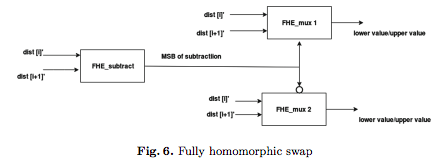 dist [i]'
FHE_mux 1
dist [i+1]'
lower value/upper value
dist [i]'
MSB of subtractiion
FHE_subtract
dist [i+1]'
dist [i]'
FHE_mux 2
dist [i+1]'
lower value/upper value
Fig. 6. Fully homomorphic swap